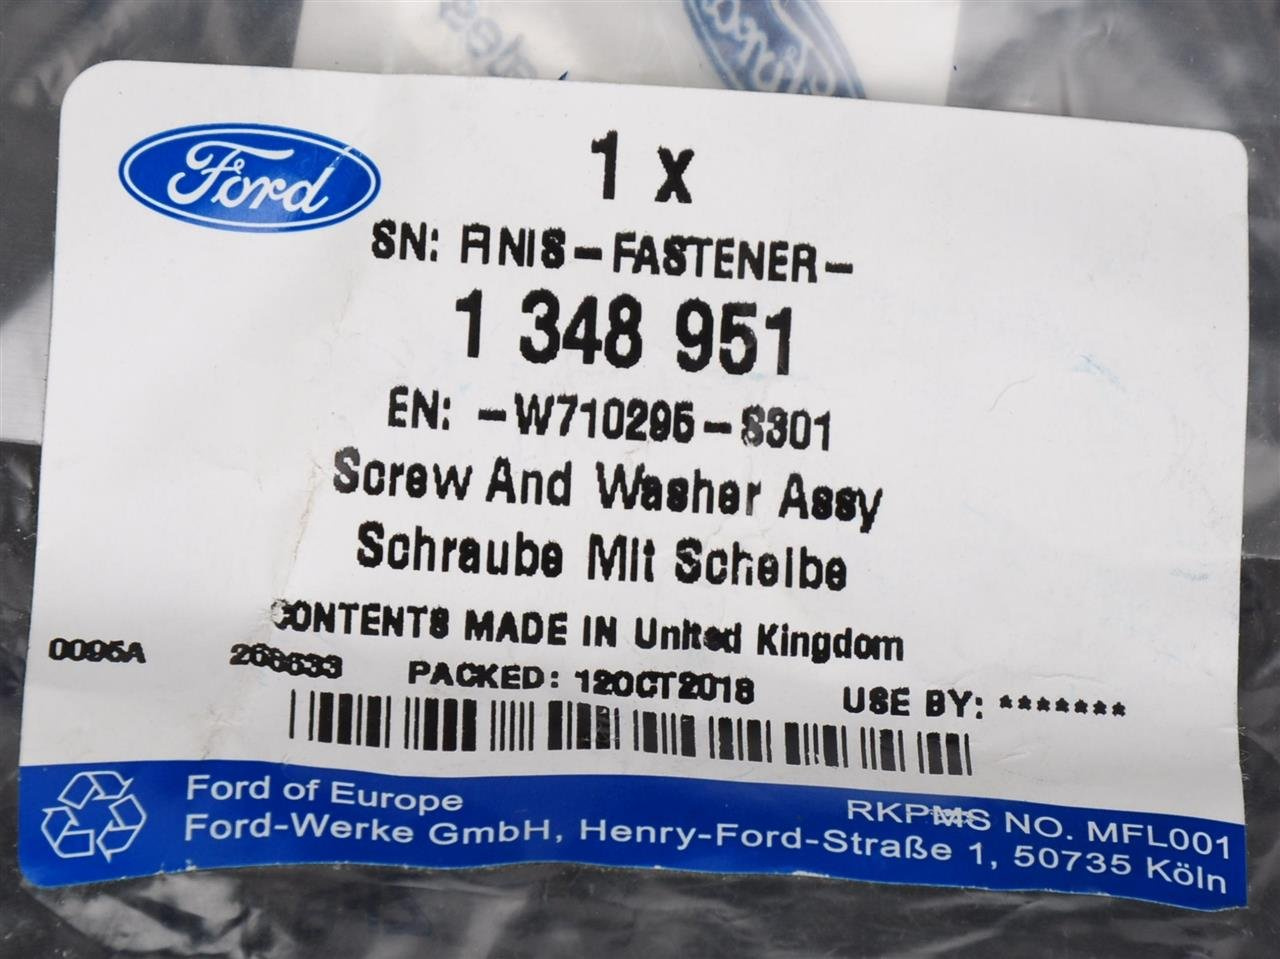 Ford
1 x
SN: FINIS-FASTENER-
1 348 951
EN: -W710295-S301
Screw And Washer Assy
Schraube Mit Scheibe
CONTENTS MADE IN United Kingdom
0095A PACKED: 12OCT2018 USE BY: *******
Ford of Europe RKPMS NO. MFL001
Ford-Werke GmbH, Henry-Ford-Straße 1, 50735 Köln